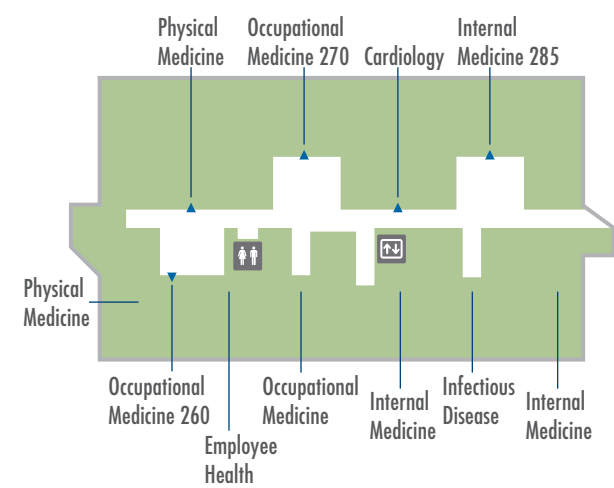 Physical
Medicine
Occupational
Medicine 270
Cardiology
Internal
Medicine 285
Physical
Medicine
Occupational
Medicine 260
Employee
Health
Occupational
Medicine
Internal
Medicine
Infectious
Disease
Internal
Medicine